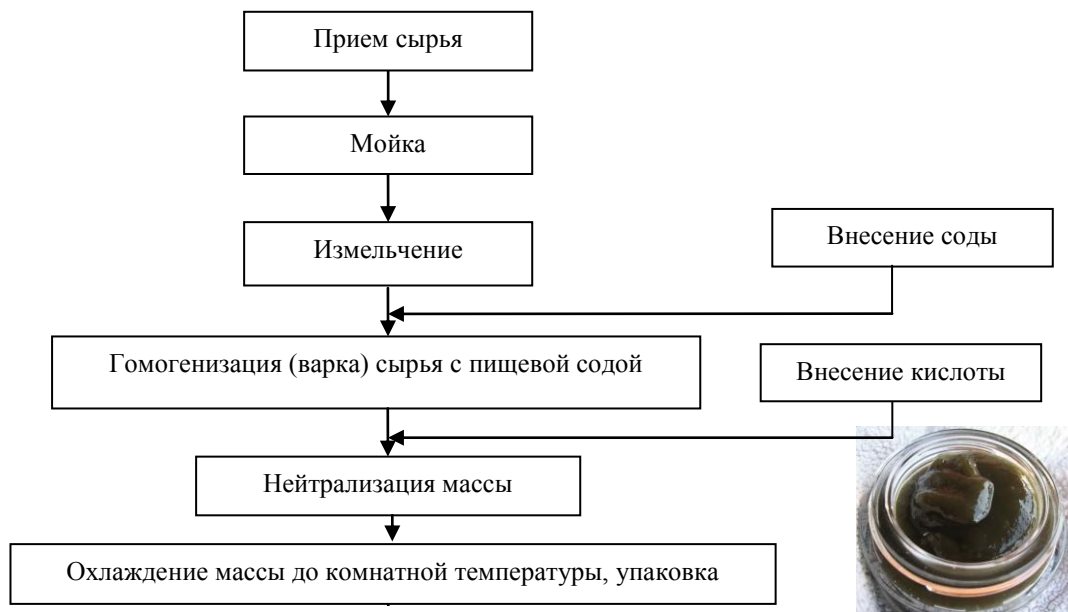 Прием сырья
Мойка
Измельчение
Внесение соды
Гомогенизация (варка) сырья с пищевой содой
Внесение кислоты
Нейтрализация массы
Охлаждение массы до комнатной температуры, упаковка